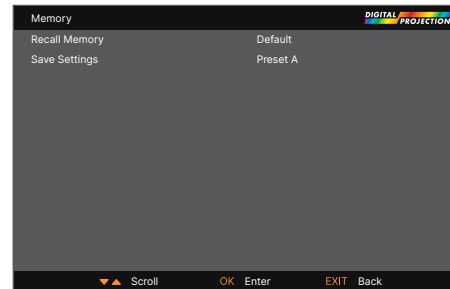 Memory
DIGITAL PROJECTION
Recall Memory Default
Save Settings Preset A
Scroll OK Enter EXIT Back